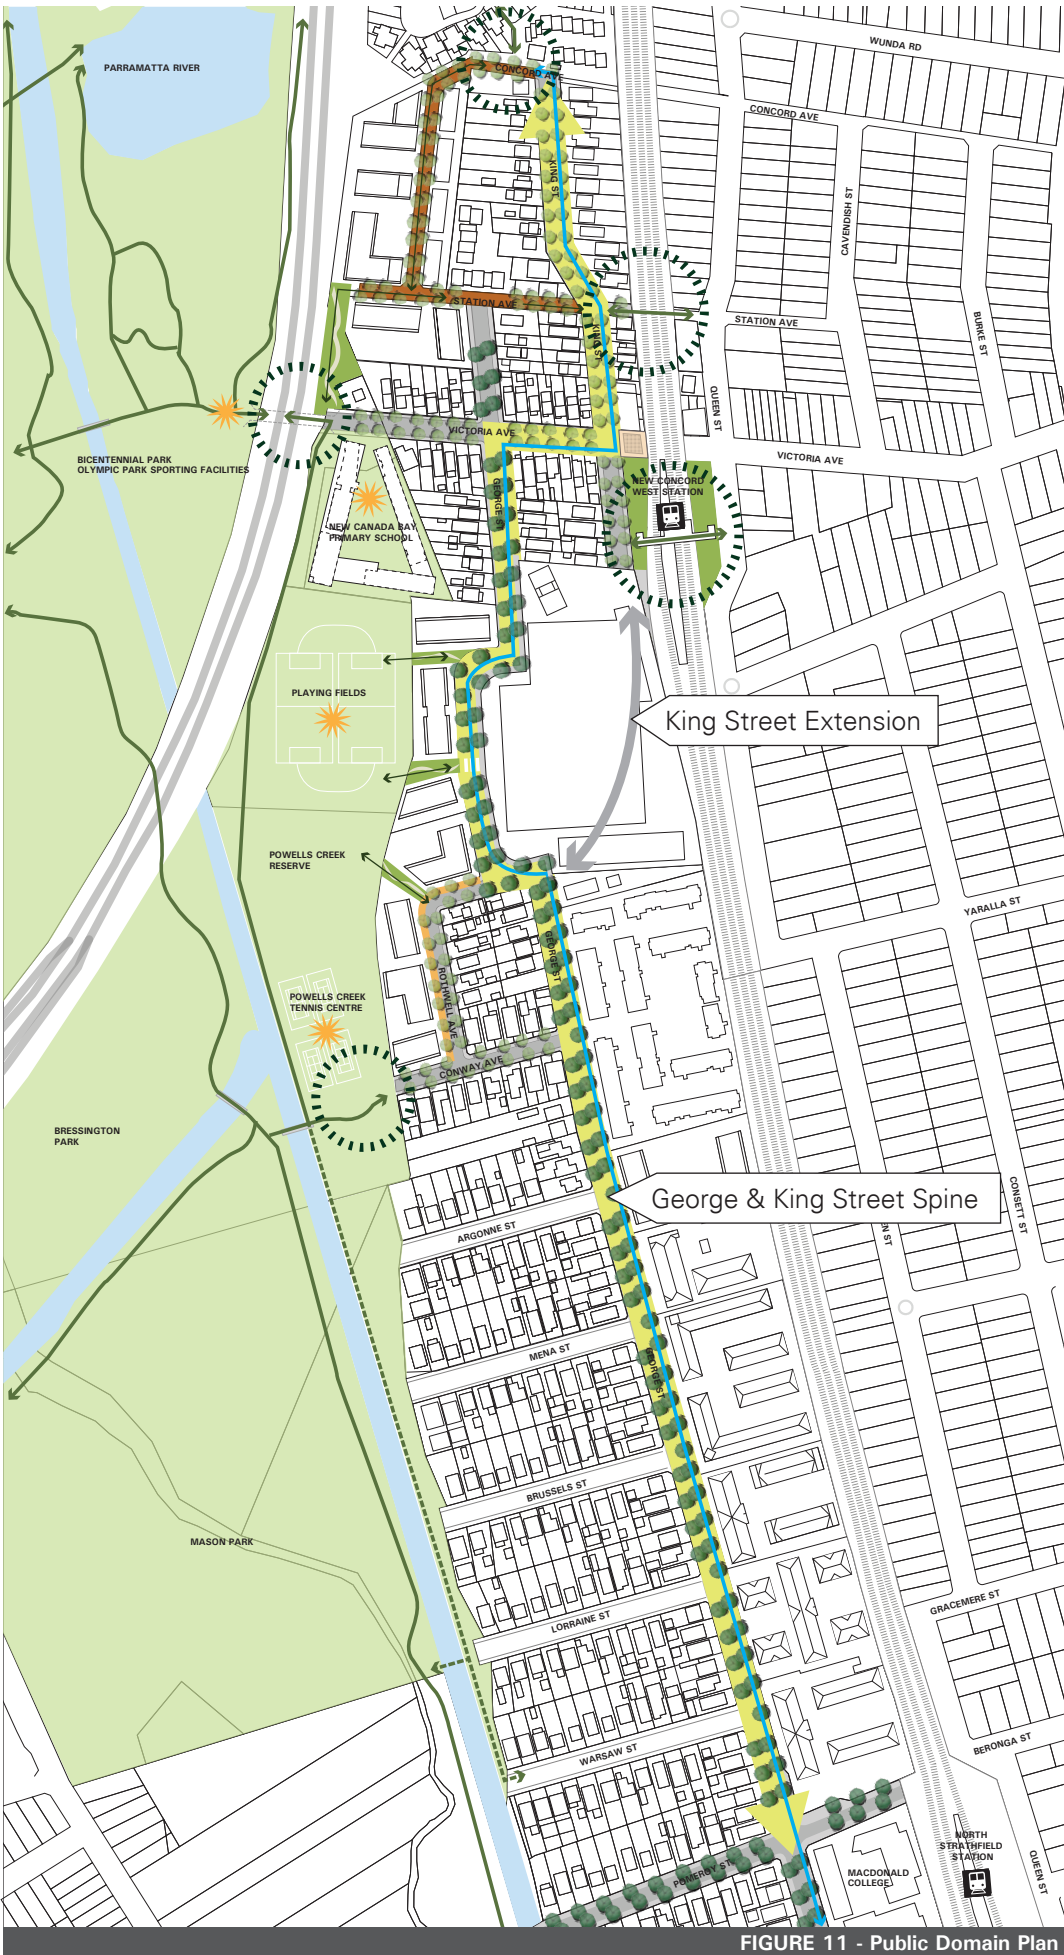 WUNDA RD
PARRAMATTA RIVER
CONCORD AVE
CONCORD AVE
KING ST
CAVENDISH ST
STATION AVE
STATION AVE
BURKE ST
KING ST
QUEEN ST
VICTORIA AVE
VICTORIA AVE
BICENTENNIAL PARK
OLYMPIC PARK SPORTING FACILITIES
NEW CONCORD
WEST STATION
GEORGE ST
NEW CANADA BAY
PRIMARY SCHOOL
PLAYING FIELDS
King Street Extension
POWELLS CREEK
RESERVE
YARALLA ST
GEORGE ST
ROTHWELL AVE
POWELLS CREEK
TENNIS CENTRE
CONWAY AVE
BRESSINGTON
PARK
George & King Street Spine
CONSETT ST
EN ST
ARGONNE ST
MENA ST
GEORGE ST
BRUSSELS ST
MASON PARK
GRACEMERE ST
LORRAINE ST
BERONGA ST
WARSAW ST
NORTH
STRATHFIELD
STATION
QUEEN ST
POMEROY ST
MACDONALD
COLLEGE
FIGURE 11 - Public Domain Plan